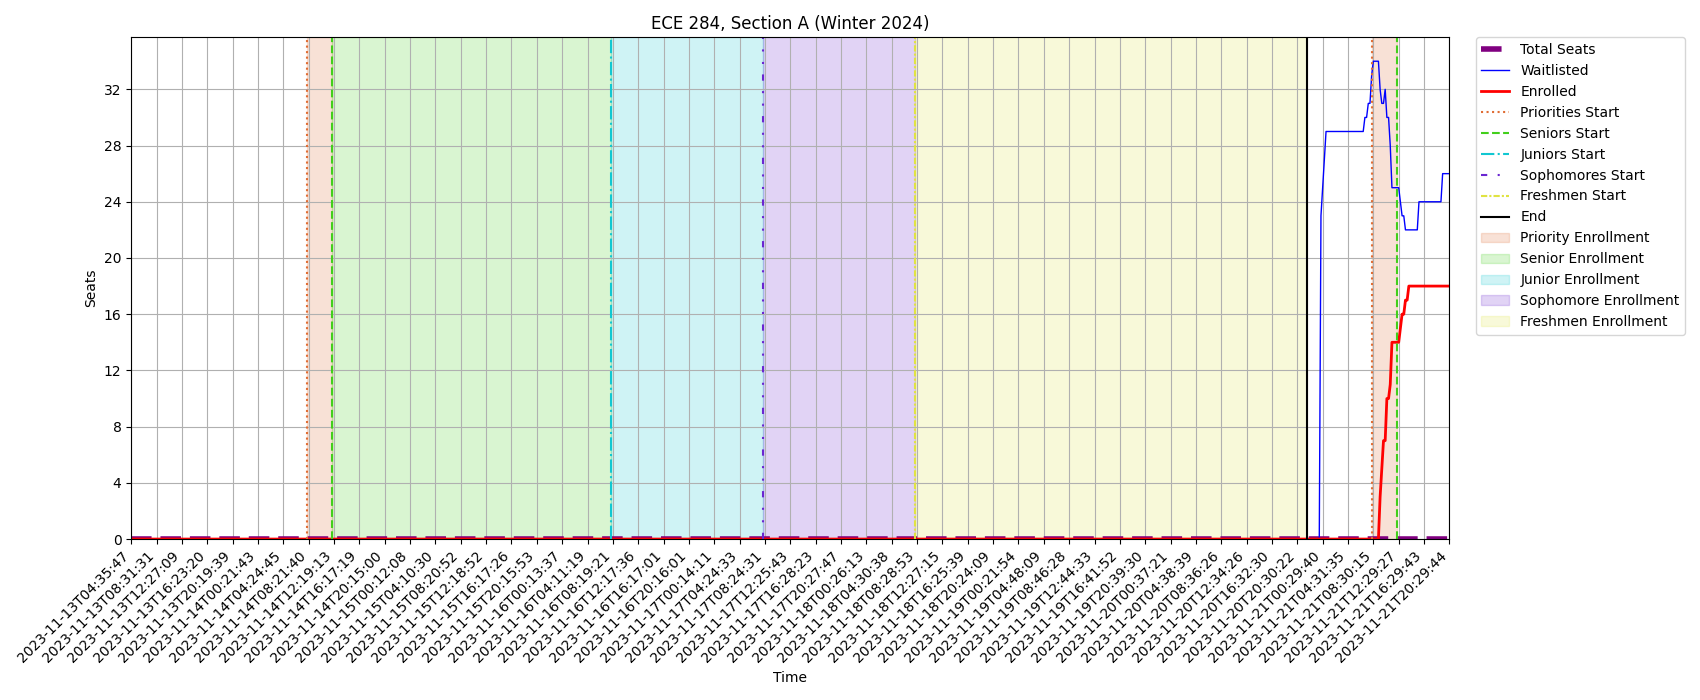 ECE 284, Section A (Winter 2024)
Seats
32
28
24
20
16
12
8
4
0
2023-11-13T04:35:47
2023-11-13T08:31:31
2023-11-13T12:27:09
2023-11-13T16:23:20
2023-11-13T20:19:39
2023-11-14T00:21:43
2023-11-14T04:24:45
2023-11-14T08:21:40
2023-11-14T12:19:13
2023-11-14T16:17:19
2023-11-14T20:15:00
2023-11-15T00:12:08
2023-11-15T04:10:30
2023-11-15T08:20:52
2023-11-15T12:18:52
2023-11-15T16:17:26
2023-11-15T20:15:53
2023-11-16T00:13:37
2023-11-16T04:11:19
2023-11-16T08:19:21
2023-11-16T12:17:36
2023-11-16T16:17:01
2023-11-16T20:16:01
2023-11-17T00:14:11
2023-11-17T04:24:33
2023-11-17T08:24:31
2023-11-17T12:25:43
2023-11-17T16:28:23
2023-11-17T20:27:47
2023-11-18T00:26:13
2023-11-18T04:30:38
2023-11-18T08:28:53
2023-11-18T12:27:15
2023-11-18T16:25:39
2023-11-18T20:24:09
2023-11-19T00:21:54
2023-11-19T04:48:09
2023-11-19T08:46:28
2023-11-19T12:44:33
2023-11-19T16:41:52
2023-11-19T20:39:30
2023-11-20T00:37:21
2023-11-20T04:38:39
2023-11-20T08:36:26
2023-11-20T12:34:26
2023-11-20T16:32:30
2023-11-20T20:30:22
2023-11-21T00:29:40
2023-11-21T04:31:35
2023-11-21T08:30:15
2023-11-21T12:29:27
2023-11-21T16:29:43
2023-11-21T20:29:44
Time
Total Seats
Waitlisted
Enrolled
Priorities Start
Seniors Start
Juniors Start
Sophomores Start
Freshmen Start
End
Priority Enrollment
Senior Enrollment
Junior Enrollment
Sophomore Enrollment
Freshmen Enrollment